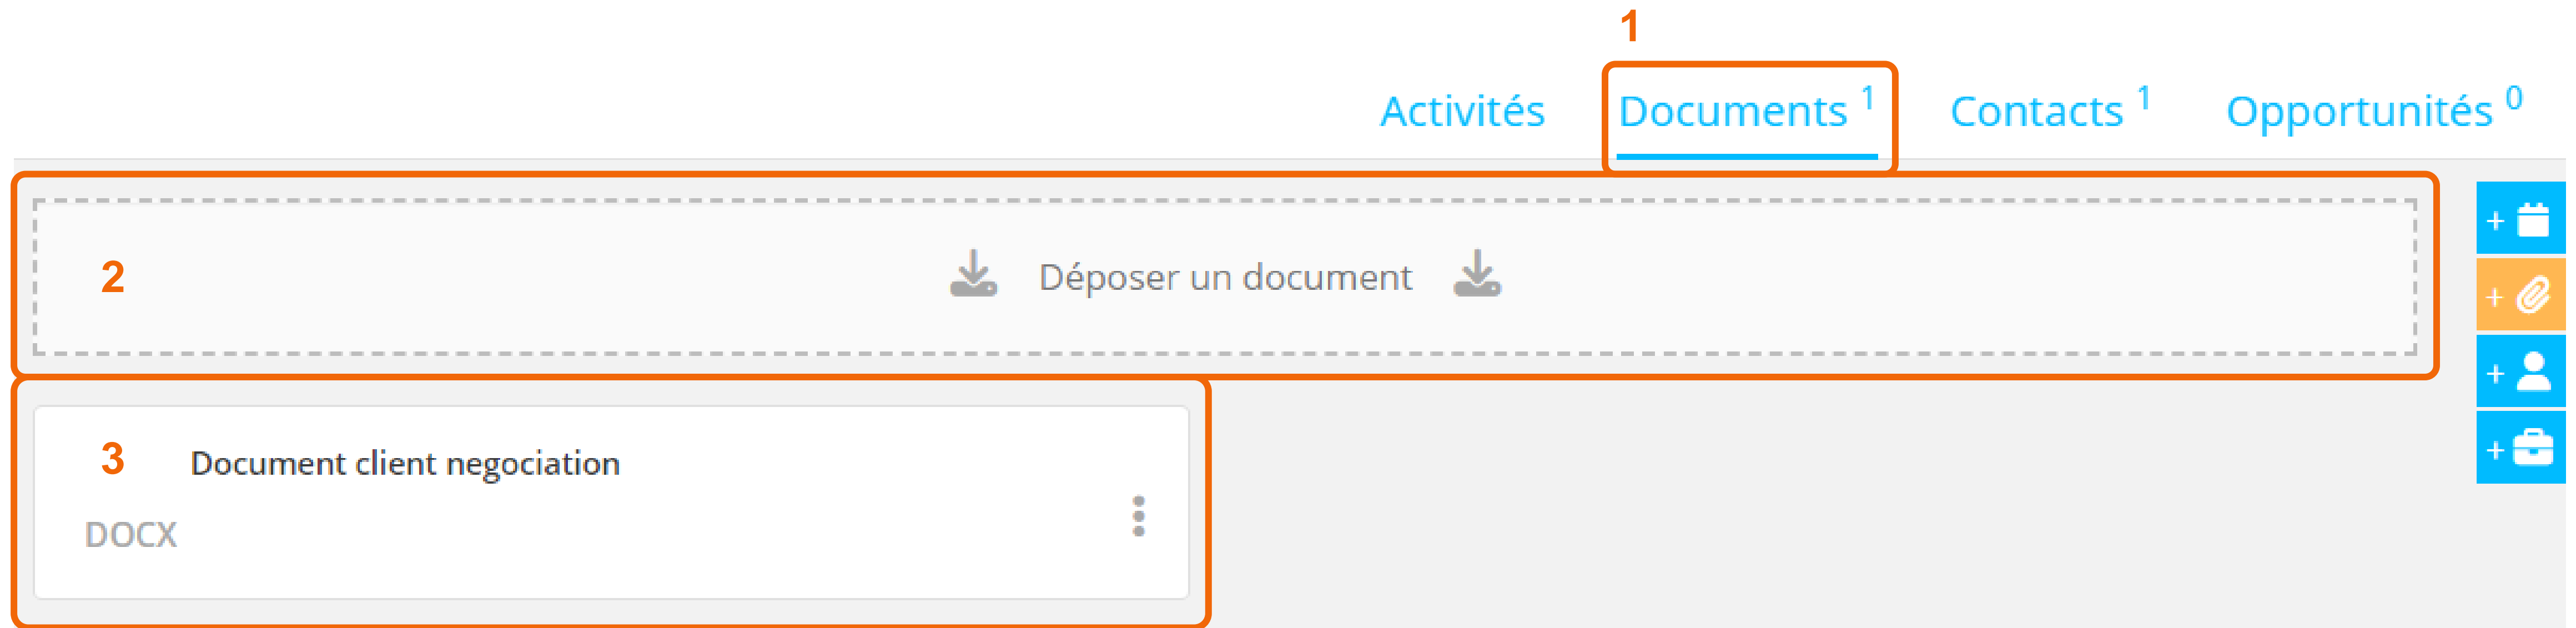 1
Activités Documents 1 Contacts 1 Opportunités 0
2 Déposer un document
+
+
+
+
3 Document client negociation
DOCX